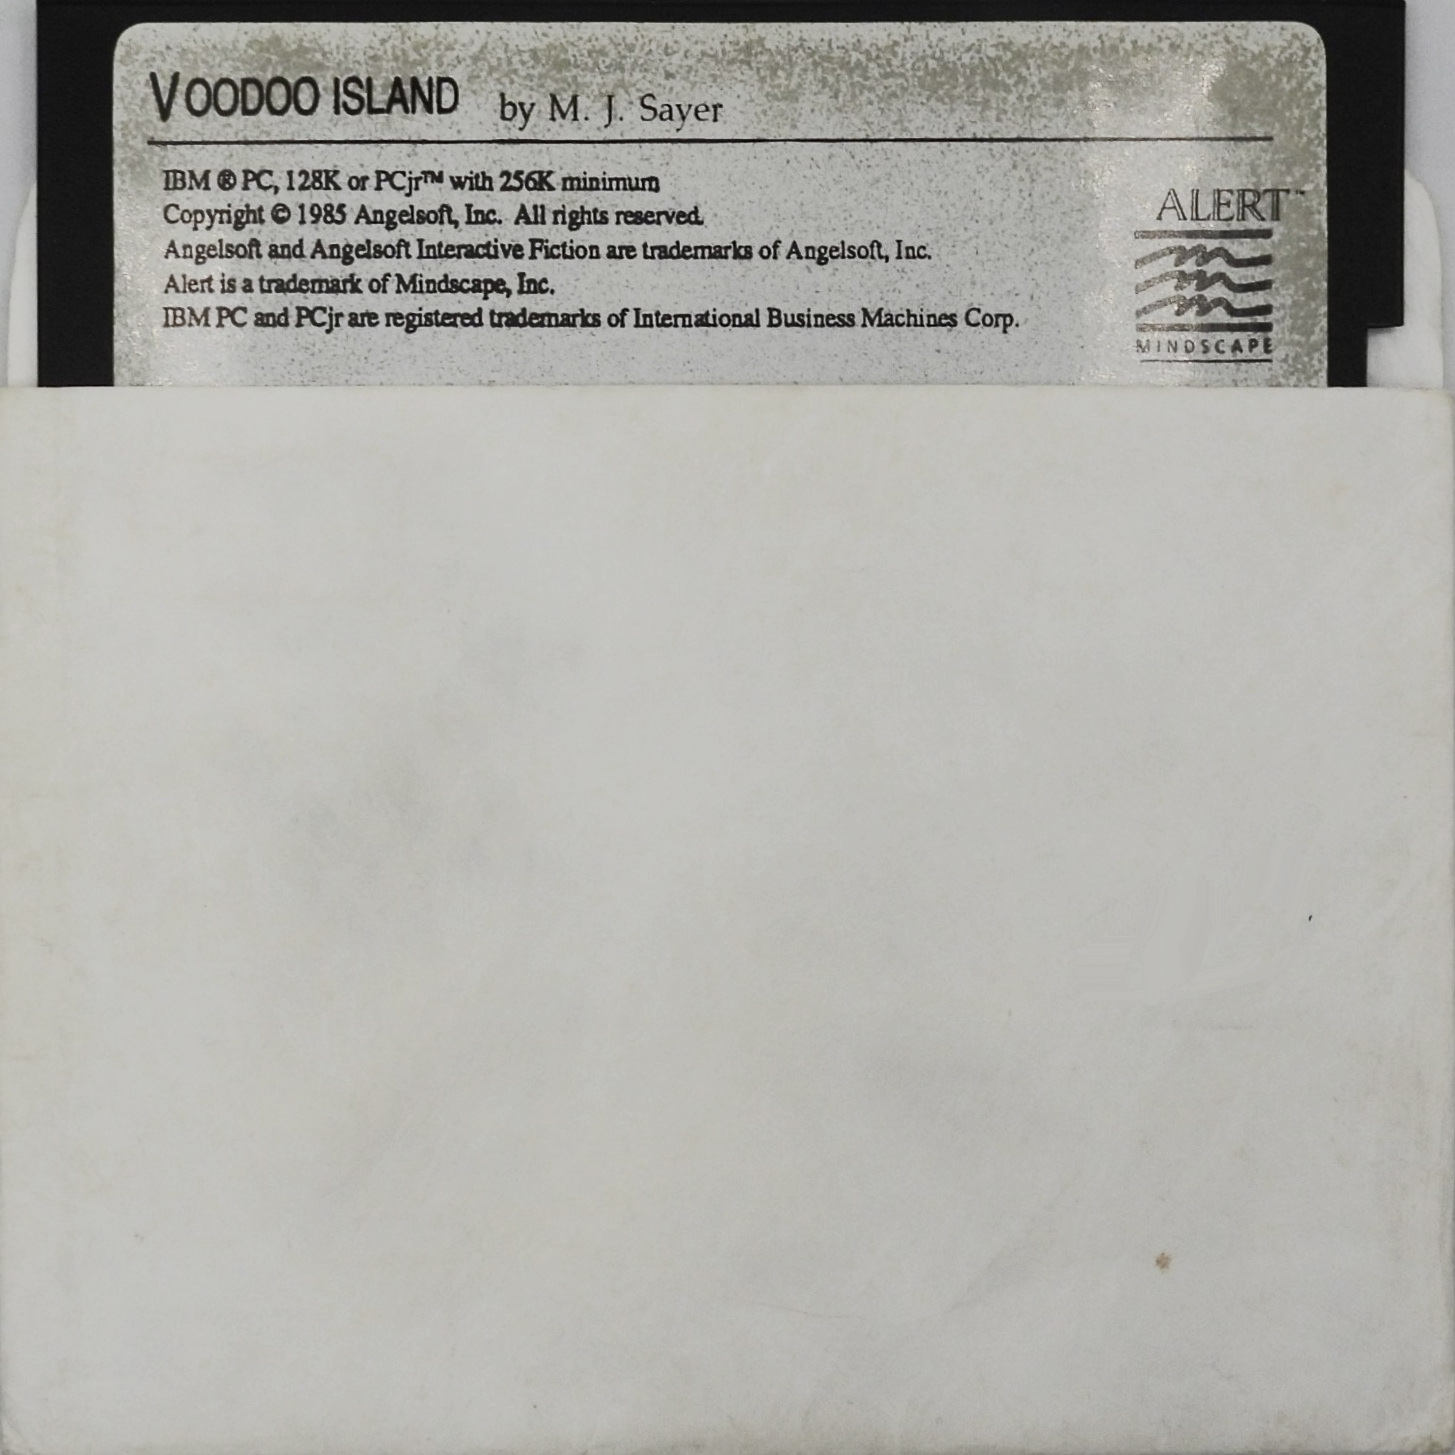 VOODOO ISLAND by M. J. Sayer
IBM ® PC, 128K or PCjr™ with 256K minimum
Copyright © 1985 Angelsoft, Inc. All rights reserved.
Angelsoft and Angelsoft Interactive Fiction are trademarks of Angelsoft, Inc.
Alert is a trademark of Mindscape, Inc.
IBM PC and PCjr are registered trademarks of International Business Machines Corp.
ALERT™
MINDSCAPE